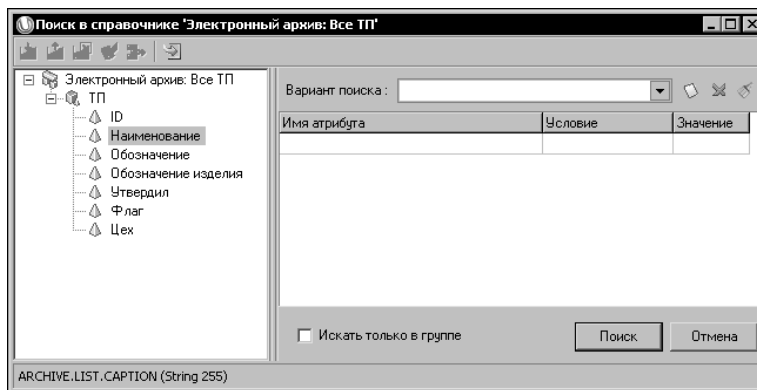 Поиск в справочнике 'Электронный архив: Все ТП'
Электронный архив: Все ТП
ТП
ID
Наименование
Обозначение
Обозначение изделия
Утвердил
Флаг
Цех
Вариант поиска :
Имя атрибута Условие Значение
Искать только в группе Поиск Отмена
ARCHIVE.LIST.CAPTION (String 255)